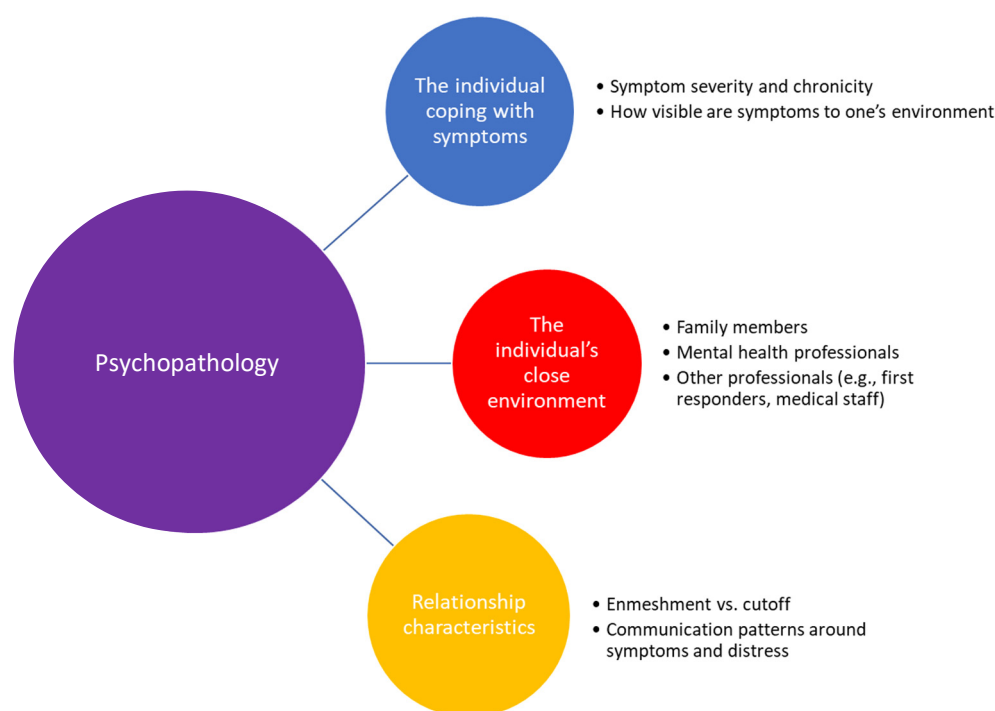 The individual
coping with
symptoms
• Symptom severity and chronicity
• How visible are symptoms to one's environment
Psychopathology
The
individual's
close
environment
• Family members
• Mental health professionals
• Other professionals (e.g., first
responders, medical staff)
Relationship
characteristics
• Enmeshment vs. cutoff
• Communication patterns around
symptoms and distress